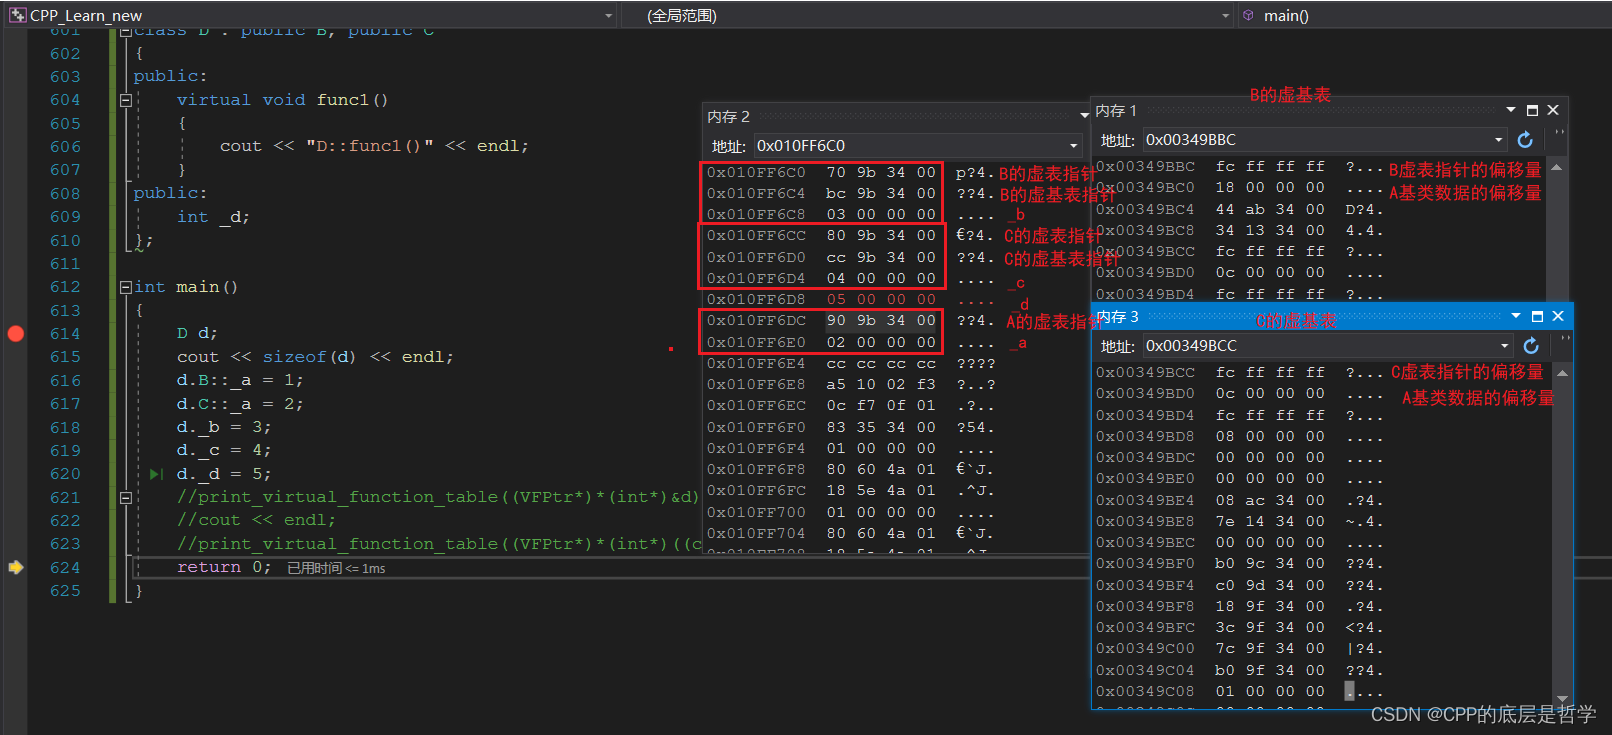 CPP_Learn_new
(全局范围)
main()
601 class D : public B, public C
602 {
603 public:
604 virtual void func1()
605 {
606 cout << "D::func1()" << endl;
607 }
608 public:
609 int _d;
610 };
611
612 int main()
613 {
614 D d;
615 cout << sizeof(d) << endl;
616 d.B::_a = 1;
617 d.C::_a = 2;
618 d._b = 3;
619 d._c = 4;
620 d._d = 5;
621 //print_virtual_function_table((VFPtr*)*(int*)&d)
622 //cout << endl;
623 //print_virtual_function_table((VFPtr*)*(int*)((c
624 return 0; 已用时间 <= 1ms
625 }
内存 2
地址: 0x010FF6C0
0x010FF6C0 70 9b 34 00 p?4. B的虚表指针
0x010FF6C4 bc 9b 34 00 ??4. B的虚基表指针
0x010FF6C8 03 00 00 00 .... _b
0x010FF6CC 80 9b 34 00 €?4. C的虚表指针
0x010FF6D0 cc 9b 34 00 ??4. C的虚基表指针
0x010FF6D4 04 00 00 00 .... _c
0x010FF6D8 05 00 00 00 .... _d
0x010FF6DC 90 9b 34 00 ??4. A的虚表指针
0x010FF6E0 02 00 00 00 .... _a
0x010FF6E4 cc cc cc cc ????
0x010FF6E8 a5 10 02 f3 ?..?
0x010FF6EC 0c f7 0f 01 .?..
0x010FF6F0 83 35 34 00 ?54.
0x010FF6F4 01 00 00 00 ....
0x010FF6F8 80 60 4a 01 €`J.
0x010FF6FC 18 5e 4a 01 .^J.
0x010FF700 01 00 00 00 ....
0x010FF704 80 60 4a 01 €`J.
0x010FF708 18 5e 4a 01 .^J.
B的虚基表
内存 1
地址: 0x00349BBC
0x00349BBC fc ff ff ff ?... B虚表指针的偏移量
0x00349BC0 18 00 00 00 .... A基类数据的偏移量
0x00349BC4 44 ab 34 00 D?4.
0x00349BC8 34 13 34 00 4.4.
0x00349BCC fc ff ff ff ?...
0x00349BD0 0c 00 00 00 ....
0x00349BD4 fc ff ff ff ?...
内存 3 C的虚基表
地址: 0x00349BCC
0x00349BCC fc ff ff ff ?... C虚表指针的偏移量
0x00349BD0 0c 00 00 00 .... A基类数据的偏移量
0x00349BD4 fc ff ff ff ?...
0x00349BD8 08 00 00 00 ....
0x00349BDC 00 00 00 00 ....
0x00349BE0 00 00 00 00 ....
0x00349BE4 08 ac 34 00 .?4.
0x00349BE8 7e 14 34 00 ~.4.
0x00349BEC 00 00 00 00 ....
0x00349BF0 b0 9c 34 00 ??4.
0x00349BF4 c0 9d 34 00 ??4.
0x00349BF8 18 9f 34 00 .?4.
0x00349BFC 3c 9f 34 00 <?4.
0x00349C00 7c 9f 34 00 |?4.
0x00349C04 b0 9f 34 00 ??4.
0x00349C08 01 00 00 00 ....
CSDN @CPP的底层是哲学